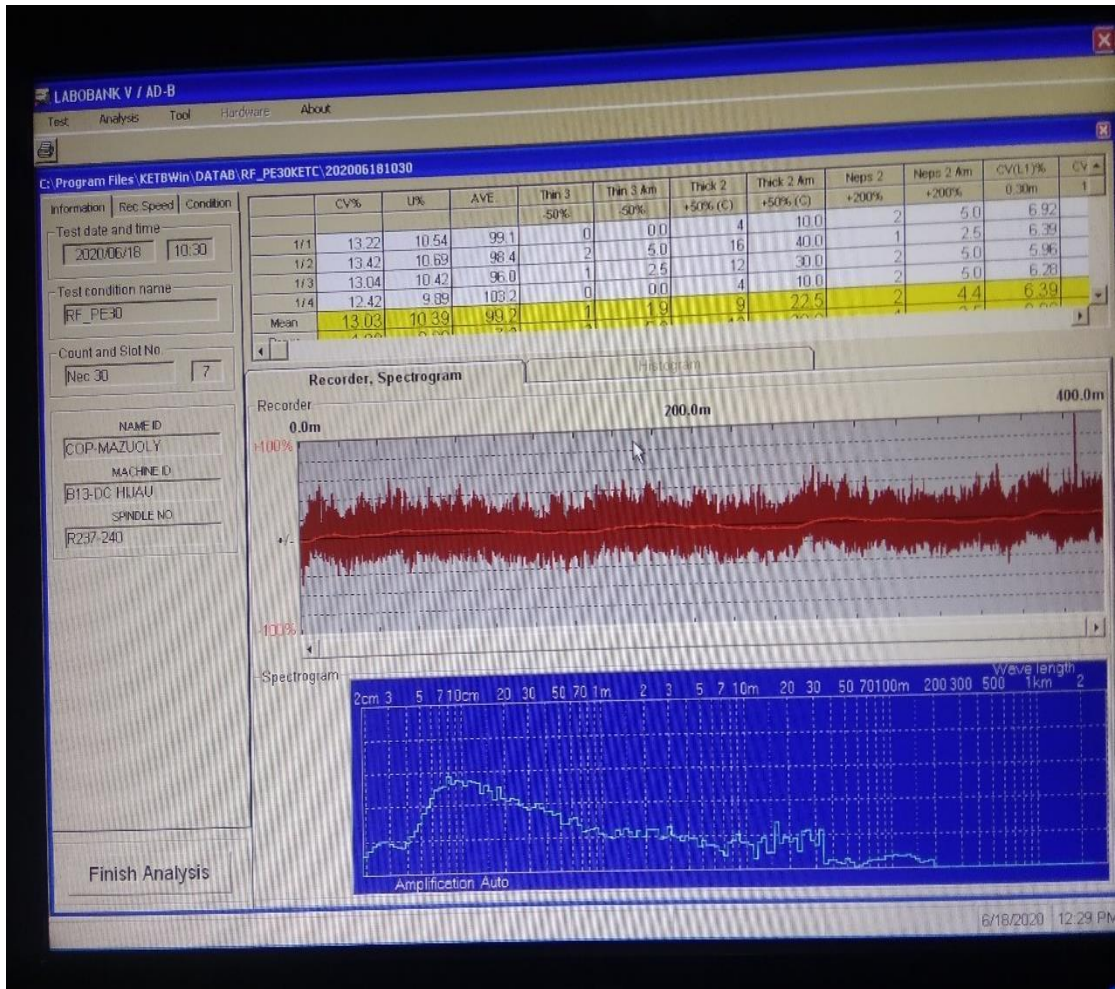 LABOBANK V / AD-B
Test Analysis Tool Hardware About
C:\Program Files\KETBWin\DATAB\RF_PE30KETC\202006181030
Information Rec.Speed Condition
Test date and time
2020/06/18 10:30
Test condition name
RF_PE30
Count and Slot No.
Nec 30 7
NAME ID
COP-MAZUOLY
MACHINE ID
B13-DC HIJAU
SPINDLE NO
R237-240
Finish Analysis
CV% U% AVE. Thin 3 Thin 3 /km Thick 2 Thick 2 /km Neps 2 Neps 2 /km CV(L1)% CV
-50% -50% +50% (C) +50% (C) +200% +200% 0.30m 1
1/1 13.22 10.54 99.1 0 0.0 4 10.0 2 5.0 6.92
1/2 13.42 10.69 98.4 2 5.0 16 40.0 1 2.5 6.39
1/3 13.04 10.42 96.0 1 2.5 12 30.0 2 5.0 5.96
1/4 12.42 9.89 103.2 0 0.0 4 10.0 2 5.0 6.28
Mean 13.03 10.39 99.2 1 1.9 9 22.5 2 4.4 6.39
Recorder, Spectrogram Histogram
Recorder
0.0m 200.0m 400.0m
+100%
+/-
-100%
Spectrogram
Wave length
2cm 3 5 7 10cm 20 30 50 70 1m 2 3 5 7 10m 20 30 50 70 100m 200 300 500 1km 2
Amplification Auto
6/18/2020 12:29 PM